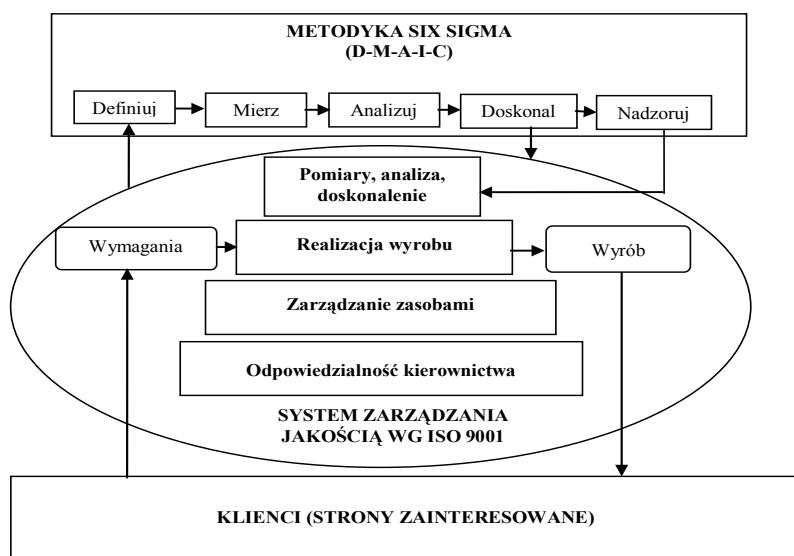 METODYKA SIX SIGMA
(D-M-A-I-C)
Definiuj
Mierz
Analizuj
Doskonal
Nadzoruj
Pomiary, analiza,
doskonalenie
Wymagania
Realizacja wyrobu
Wyrób
Zarządzanie zasobami
Odpowiedzialność kierownictwa
SYSTEM ZARZĄDZANIA
JAKOŚCIĄ WG ISO 9001
KLIENCI (STRONY ZAINTERESOWANE)